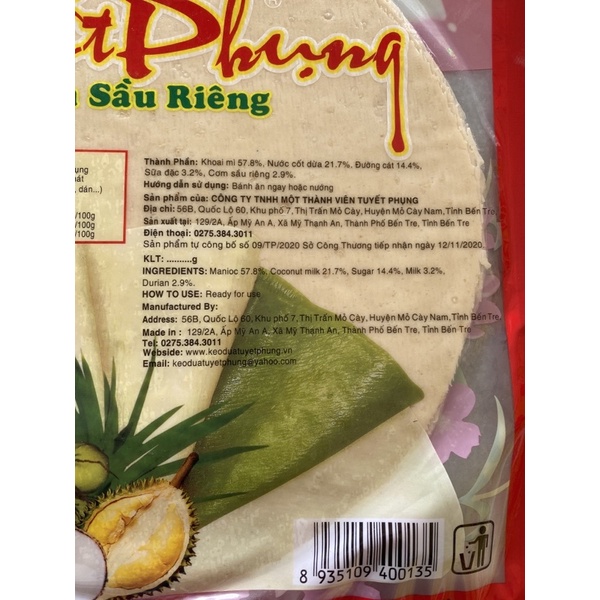 Phụng
Sầu Riêng
Thành Phần: Khoai mì 57.8%, Nước cốt dừa 21.7%, Đường cát 14.4%,
Sữa đặc 3.2%, Cơm sầu riêng 2.9%.
Hướng dẫn sử dụng: Bánh ăn ngay hoặc nướng
Sản phẩm của: CÔNG TY TNHH MỘT THÀNH VIÊN TUYẾT PHỤNG
Địa chỉ: 56B, Quốc Lộ 60, Khu phố 7, Thị Trấn Mỏ Cày, Huyện Mỏ Cày Nam, Tỉnh Bến Tre
Sản xuất tại: 129/2A, Ấp Mỹ An A, Xã Mỹ Thạnh An, Thành Phố Bến Tre, Tỉnh Bến Tre
Điện thoại: 0275.384.3011
Sản phẩm tự công bố số 09/TP/2020 Sở Công Thương tiếp nhận ngày 12/11/2020.
KLT: ..........g
INGREDIENTS: Manioc 57.8%, Coconut milk 21.7%, Sugar 14.4%, Milk 3.2%,
Durian 2.9%.
HOW TO USE: Ready for use
Manufactured By:
Address: 56B, Quốc Lộ 60, Khu phố 7, Thị Trấn Mỏ Cày, Huyện Mỏ Cày Nam, Tỉnh Bến Tre,
Made in : 129/2A, Ấp Mỹ An A, Xã Mỹ Thạnh An, Thành Phố Bến Tre, Tỉnh Bến Tre
Tel: 0275.384.3011
Webside: www.keoduatuyetphung.vn
Email: keoduatuyetphung@yahoo.com
dán...)
/100g
/100g
/100g
8 935109 400135